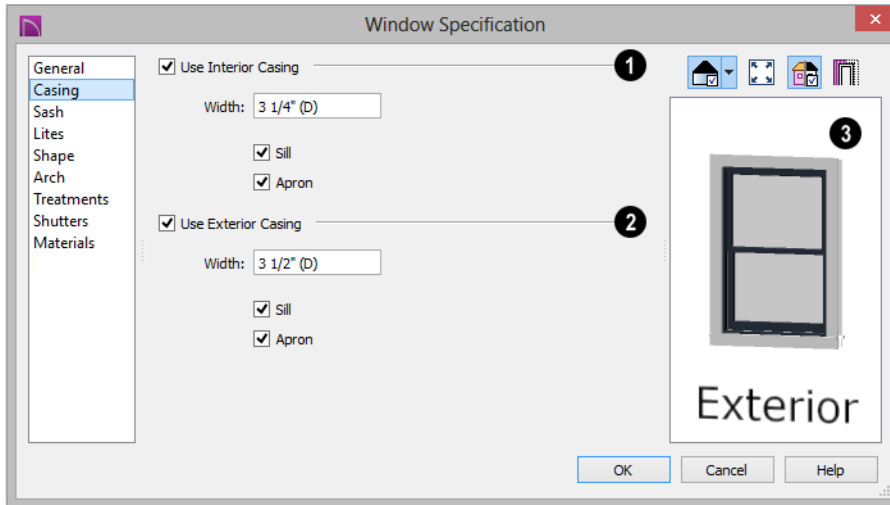 Window Specification
General
Casing
Sash
Lites
Shape
Arch
Treatments
Shutters
Materials
Use Interior Casing
1
Width: 3 1/4" (D)
Sill
Apron
Use Exterior Casing
2
Width: 3 1/2" (D)
Sill
Apron
3
Exterior
OK
Cancel
Help